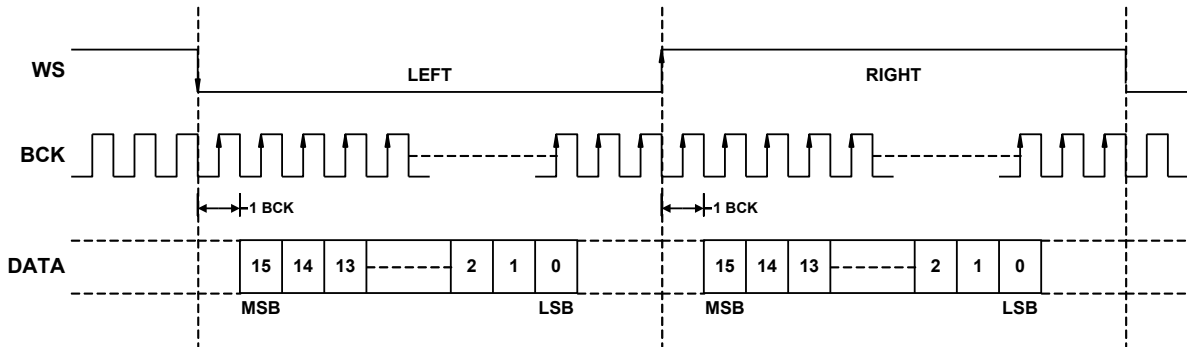 WS
LEFT
RIGHT
BCK
1 BCK
1 BCK
DATA
15 14 13 2 1 0 15 14 13 2 1 0
MSB LSB MSB LSB